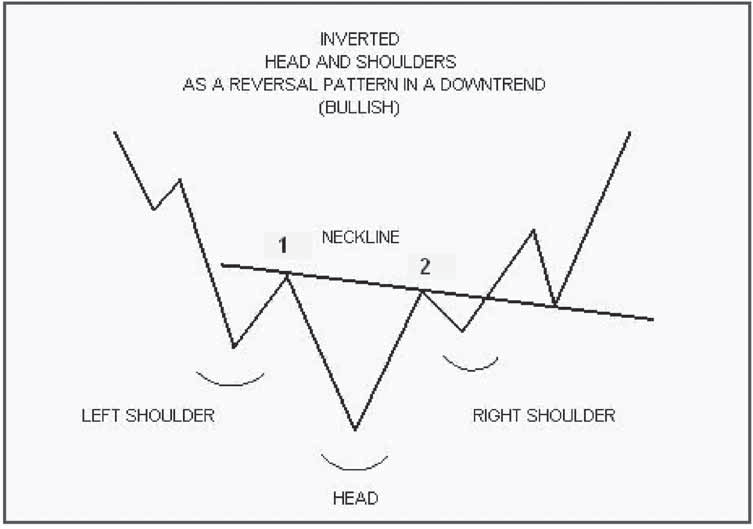 INVERTED
HEAD AND SHOULDERS
AS A REVERSAL PATTERN IN A DOWNTREND
(BULLISH)
1
NECKLINE
2
LEFT SHOULDER
RIGHT SHOULDER
HEAD